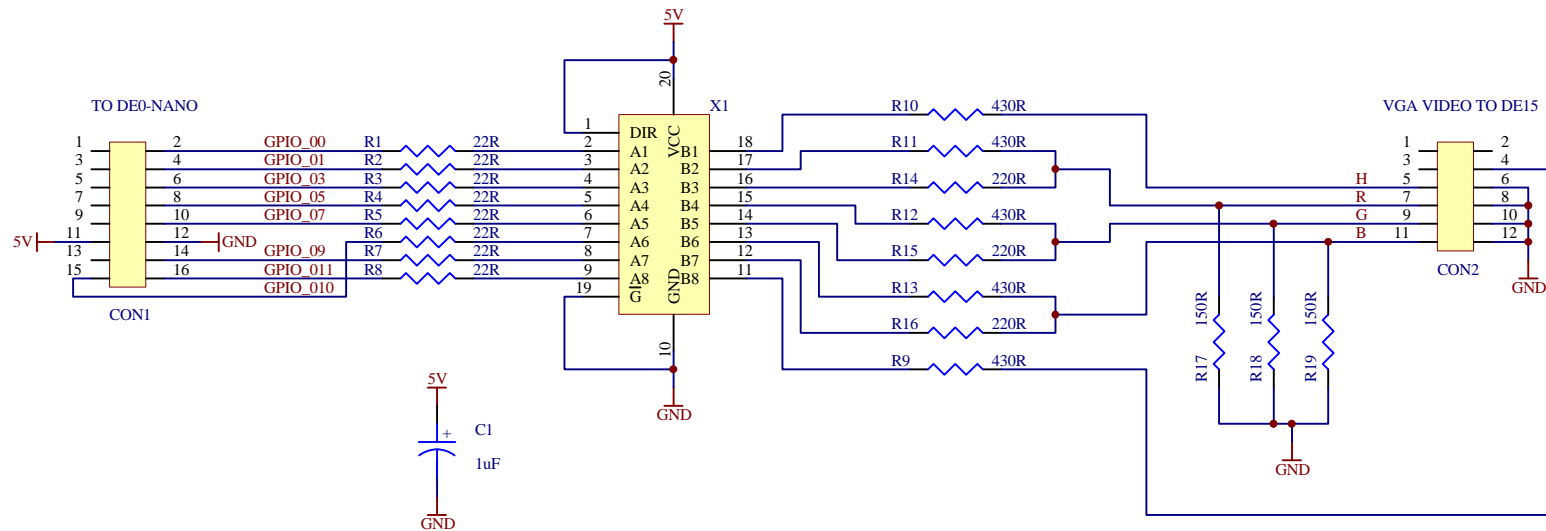 5V
20
TO DE0-NANO
X1
R10 430R
VGA VIDEO TO DE15
1 2 GPIO_00 R1 22R
3 4 GPIO_01 R2 22R
5 6 GPIO_03 R3 22R
7 8 GPIO_05 R4 22R
9 10 GPIO_07 R5 22R
5V 11 12 GND R6 22R
13 14 GPIO_09 R7 22R
15 16 GPIO_011 R8 22R
GPIO_010
CON1
1 DIR VCC
2 A1 B1 18
3 A2 B2 17
4 A3 B3 16
5 A4 B4 15
6 A5 B5 14
7 A6 B6 13
8 A7 B7 12
9 A8 B8 11
19 G GND
10
GND
R11 430R
R14 220R
R12 430R
R15 220R
R13 430R
R16 220R
R9 430R
1 2
3 4
H 5 6
R 7 8
G 9 10
B 11 12
CON2
GND
R17 150R
R18 150R
R19 150R
GND
5V
+ C1
1uF
GND